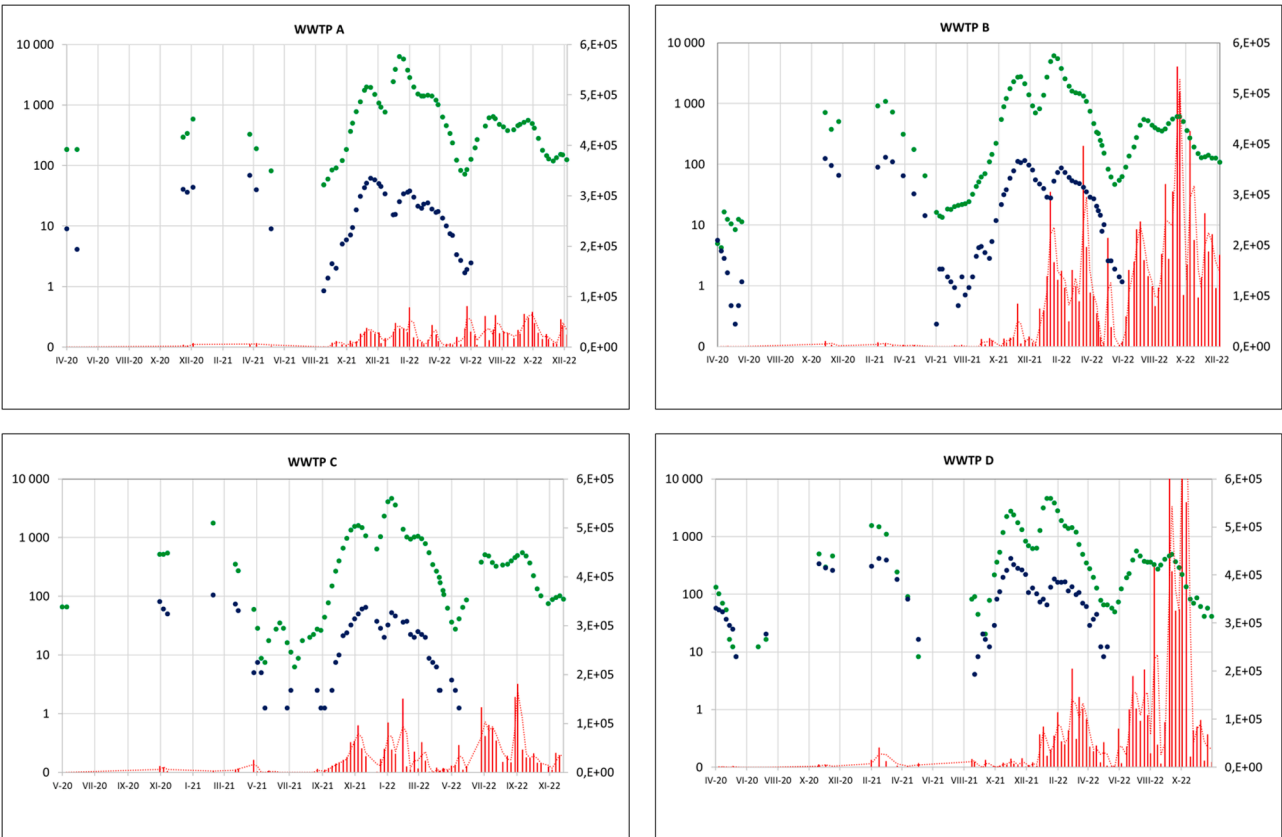 WWTP A
10 000
1 000
100
10
1
0
6,E+05
5,E+05
4,E+05
3,E+05
2,E+05
1,E+05
0,E+00
IV-20 VI-20 VIII-20 X-20 XII-20 II-21 IV-21 VI-21 VIII-21 X-21 XII-21 II-22 IV-22 VI-22 VIII-22 X-22 XII-22
WWTP B
10 000
1 000
100
10
1
0
6,E+05
5,E+05
4,E+05
3,E+05
2,E+05
1,E+05
0,E+00
IV-20 VI-20 VIII-20 X-20 XII-20 II-21 IV-21 V-21 VII-21 IX-21 XII-21 II-22 IV-22 VI-22 VIII-22 X-22 XII-22
WWTP C
10 000
1 000
100
10
1
0
6,E+05
5,E+05
4,E+05
3,E+05
2,E+05
1,E+05
0,E+00
V-20 VII-20 IX-20 XI-20 I-21 III-21 V-21 VII-21 IX-21 XI-21 I-22 III-22 V-22 VII-22 IX-22 XI-22
WWTP D
10 000
1 000
100
10
1
0
6,E+05
5,E+05
4,E+05
3,E+05
2,E+05
1,E+05
0,E+00
IV-20 VI-20 VIII-20 X-20 XII-20 II-21 IV-21 VI-21 VIII-21 X-21 XII-21 II-22 IV-22 VI-22 VIII-22 X-22